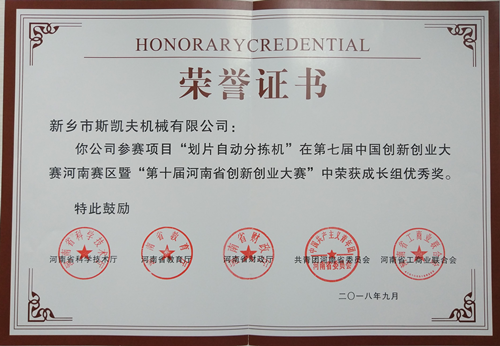 HONORARYCREDENTIAL
荣誉证书
新乡市斯凯夫机械有限公司：
你公司参赛项目“划片自动分拣机”在第七届中国创新创业大
赛河南赛区暨“第十届河南省创新创业大赛”中荣获成长组优秀奖。
特此鼓励
河南省科学技术厅 河南省教育厅 河南省财政厅 共青团河南省委员会 河南省工商业联合会
二〇一八年九月